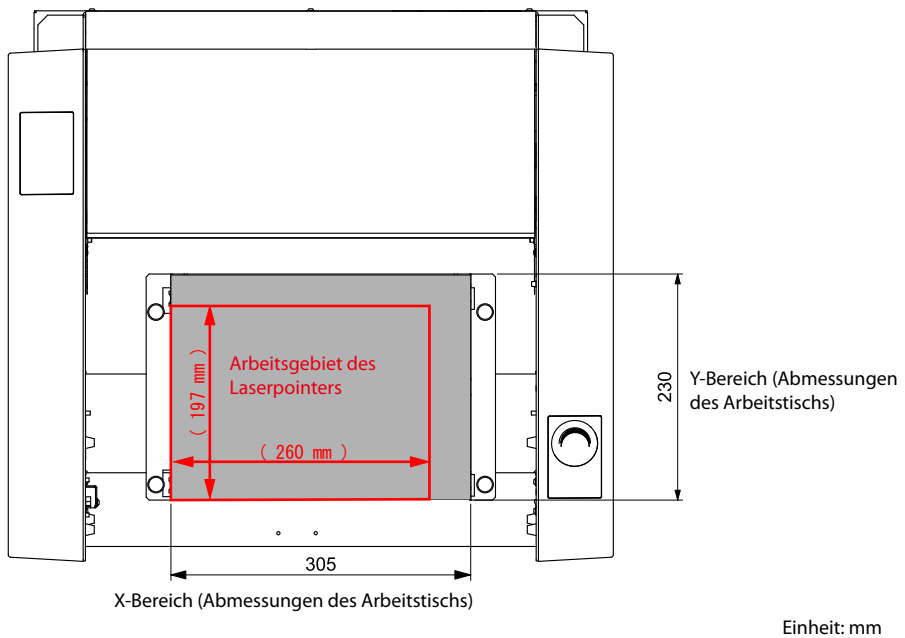 Arbeitsgebiet des
Laserpointers
( 197 mm )
( 260 mm )
230
Y-Bereich (Abmessungen
des Arbeitstischs)
305
X-Bereich (Abmessungen des Arbeitstischs)
Einheit: mm